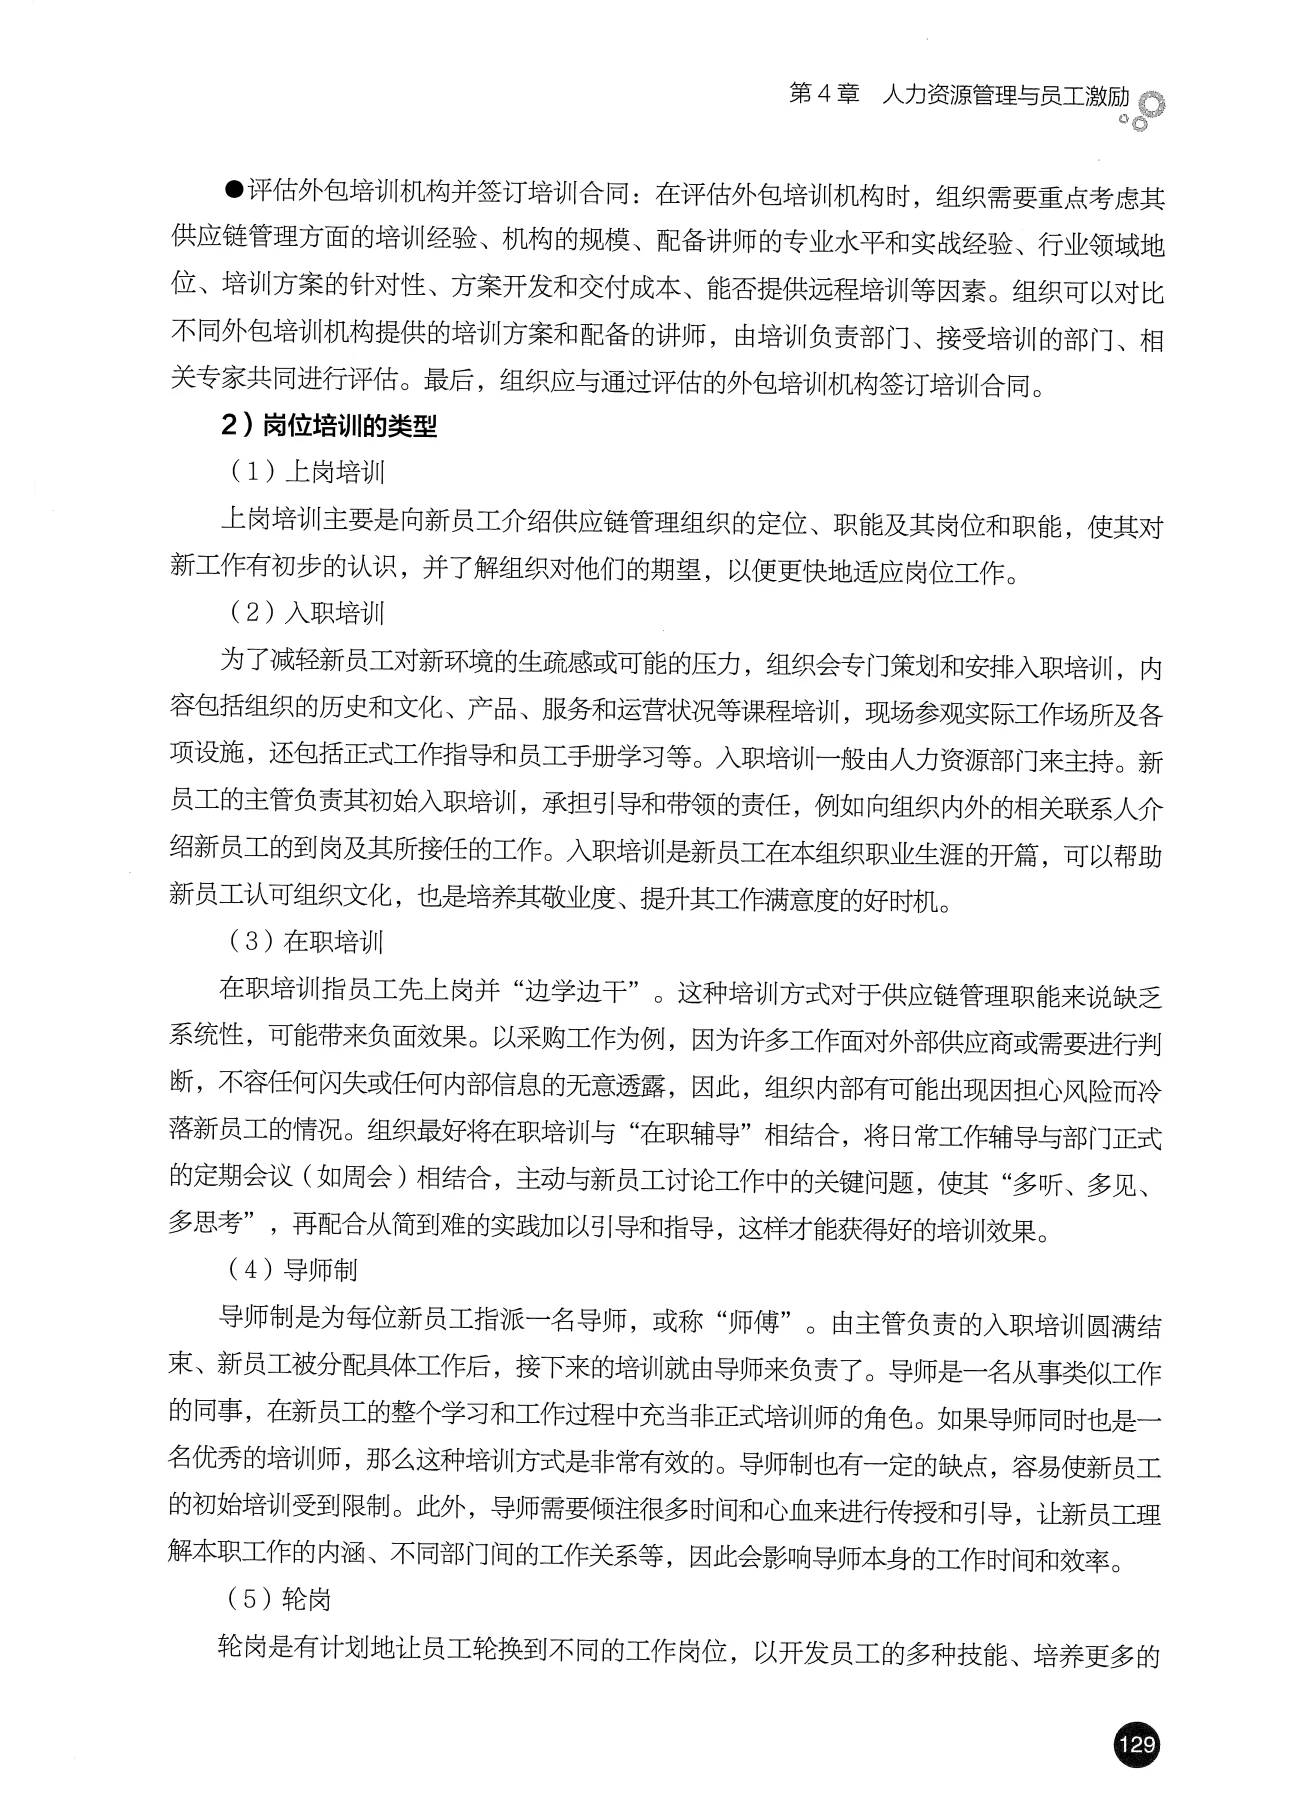 第4章 人力资源管理与员工激励
●评估外包培训机构并签订培训合同：在评估外包培训机构时，组织需要重点考虑其
供应链管理方面的培训经验、机构的规模、配备讲师的专业水平和实战经验、行业领域地
位、培训方案的针对性、方案开发和交付成本、能否提供远程培训等因素。组织可以对比
不同外包培训机构提供的培训方案和配备的讲师，由培训负责部门、接受培训的部门、相
关专家共同进行评估。最后，组织应与通过评估的外包培训机构签订培训合同。
2）岗位培训的类型
（1）上岗培训
上岗培训主要是向新员工介绍供应链管理组织的定位、职能及其岗位和职能，使其对
新工作有初步的认识，并了解组织对他们的期望，以便更快地适应岗位工作。
（2）入职培训
为了减轻新员工对新环境的生疏感或可能的压力，组织会专门策划和安排入职培训，内
容包括组织的历史和文化、产品、服务和运营状况等课程培训，现场参观实际工作场所及各
项设施，还包括正式工作指导和员工手册学习等。入职培训一般由人力资源部门来主持。新
员工的主管负责其初始入职培训，承担引导和带领的责任，例如向组织内外的相关联系人介
绍新员工的到岗及其所接任的工作。入职培训是新员工在本组织职业生涯的开篇，可以帮助
新员工认可组织文化，也是培养其敬业度、提升其工作满意度的好时机。
（3）在职培训
在职培训指员工先上岗并“边学边干”。这种培训方式对于供应链管理职能来说缺乏
系统性，可能带来负面效果。以采购工作为例，因为许多工作面对外部供应商或需要进行判
断，不容任何闪失或任何内部信息的无意透露，因此，组织内部有可能出现因担心风险而冷
落新员工的情况。组织最好将在职培训与“在职辅导”相结合，将日常工作辅导与部门正式
的定期会议（如周会）相结合，主动与新员工讨论工作中的关键问题，使其“多听、多见、
多思考”，再配合从简到难的实践加以引导和指导，这样才能获得好的培训效果。
（4）导师制
导师制是为每位新员工指派一名导师，或称“师傅”。由主管负责的入职培训圆满结
束、新员工被分配具体工作后，接下来的培训就由导师来负责了。导师是一名从事类似工作
的同事，在新员工的整个学习和工作过程中充当非正式培训师的角色。如果导师同时也是一
名优秀的培训师，那么这种培训方式是非常有效的。导师制也有一定的缺点，容易使新员工
的初始培训受到限制。此外，导师需要倾注很多时间和心血来进行传授和引导，让新员工理
解本职工作的内涵、不同部门间的工作关系等，因此会影响导师本身的工作时间和效率。
（5）轮岗
轮岗是有计划地让员工轮换到不同的工作岗位，以开发员工的多种技能、培养更多的
129